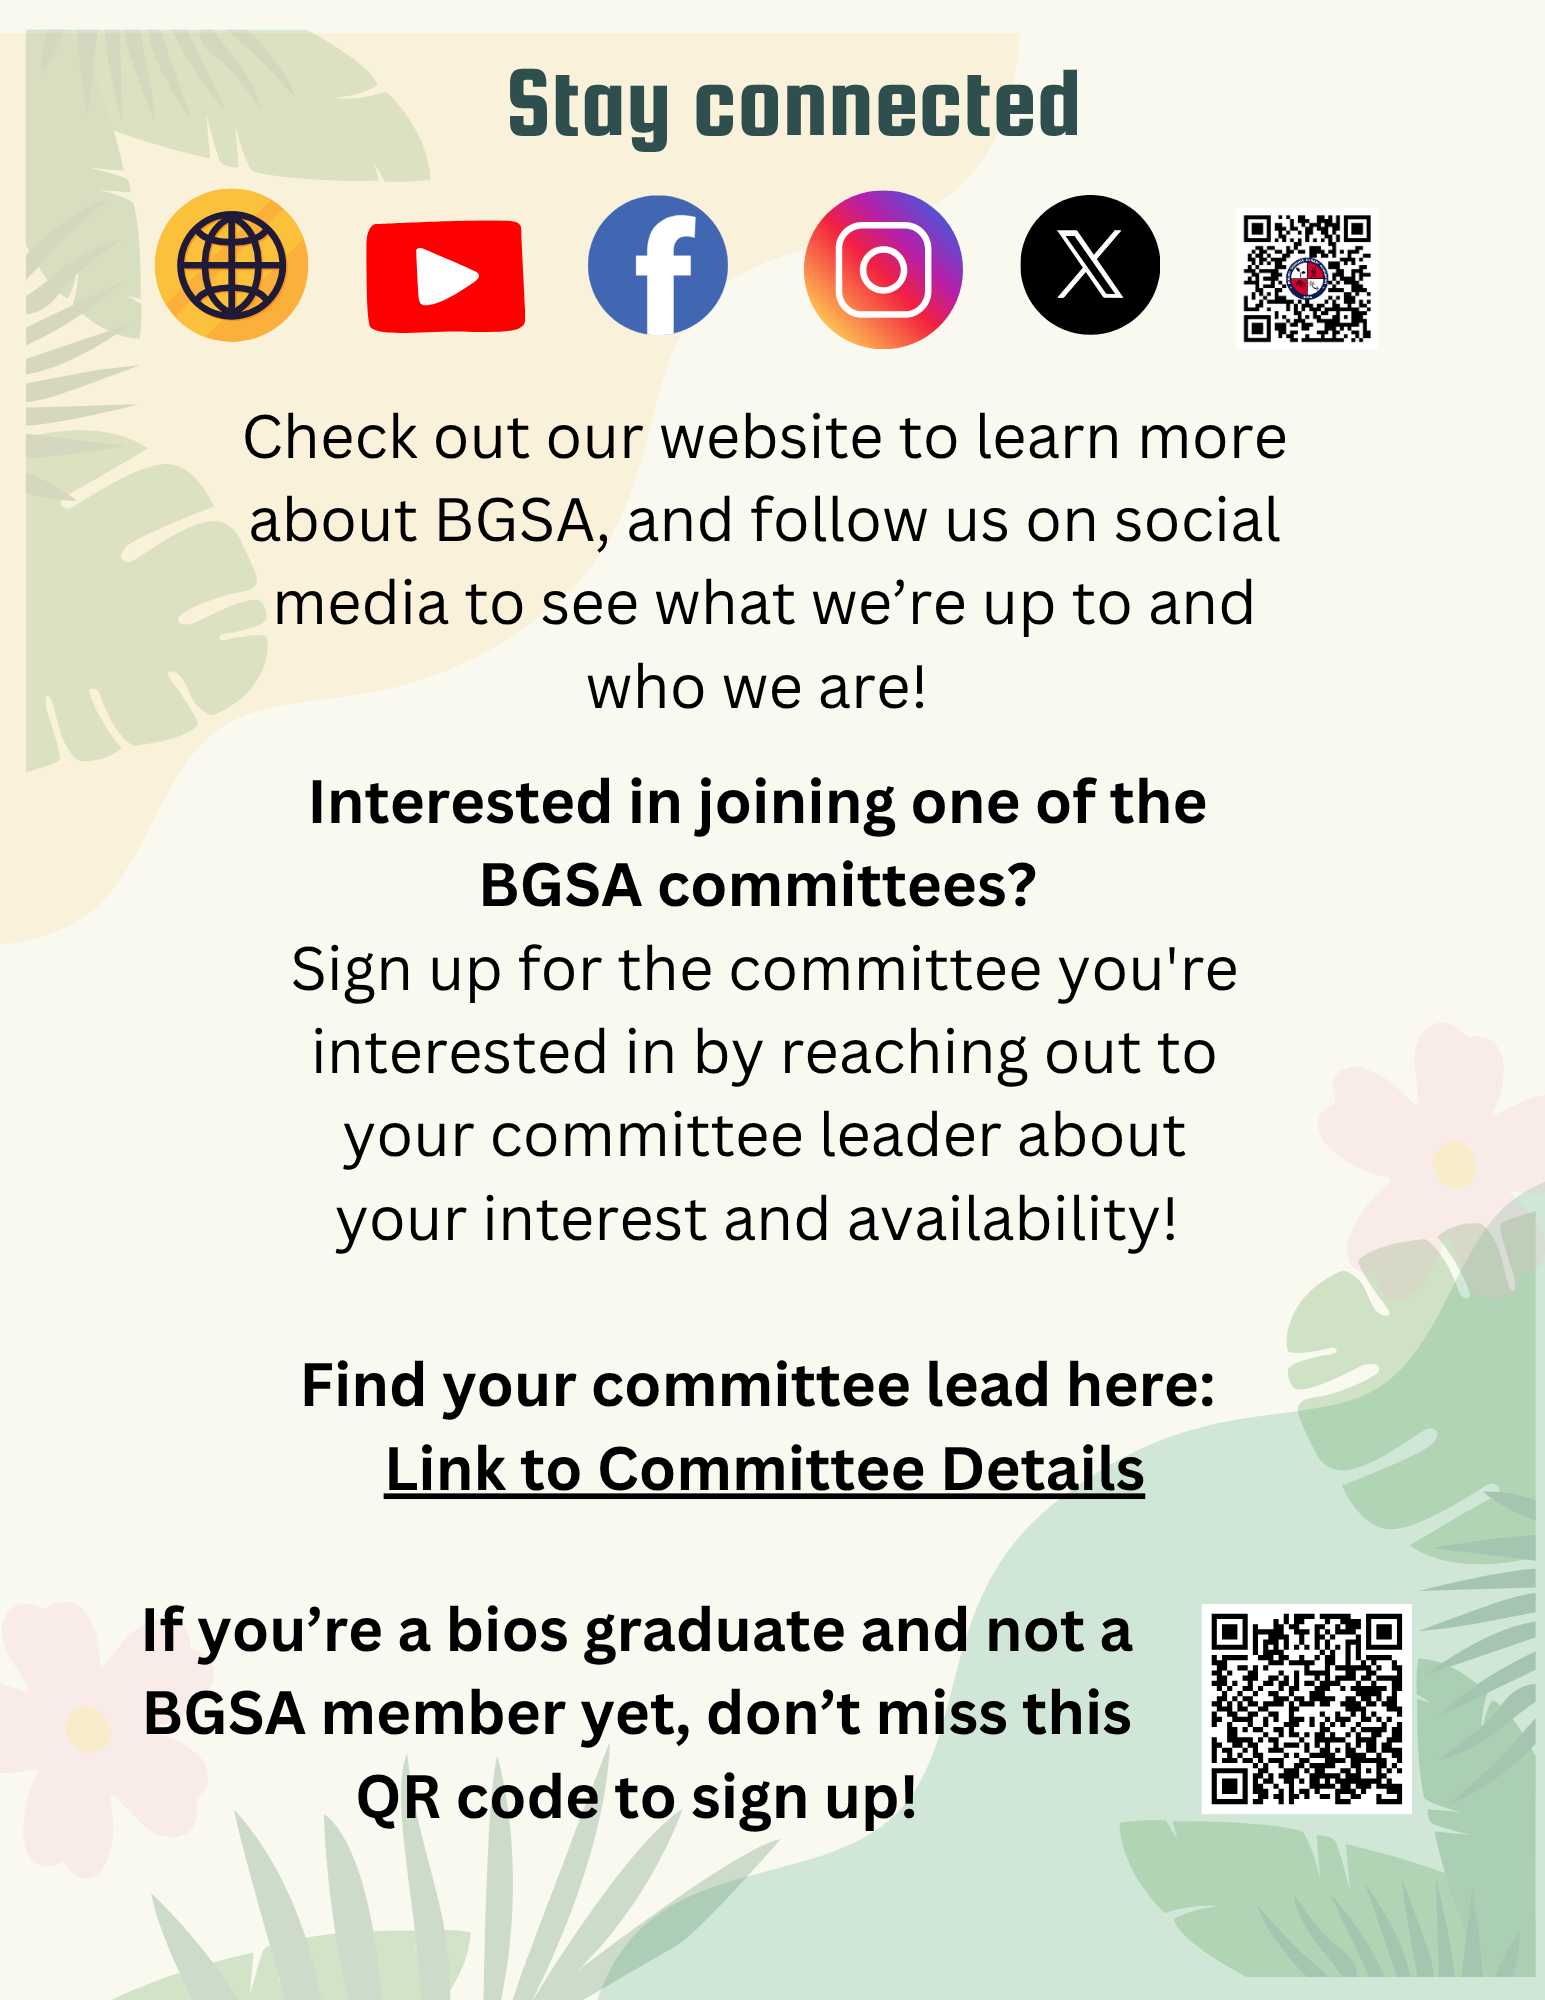 Stay connected
Check out our website to learn more
about BGSA, and follow us on social
media to see what we’re up to and
who we are!
Interested in joining one of the
BGSA committees?
Sign up for the committee you're
interested in by reaching out to
your committee leader about
your interest and availability!
Find your committee lead here:
Link to Committee Details
If you’re a bios graduate and not a
BGSA member yet, don’t miss this
QR code to sign up!